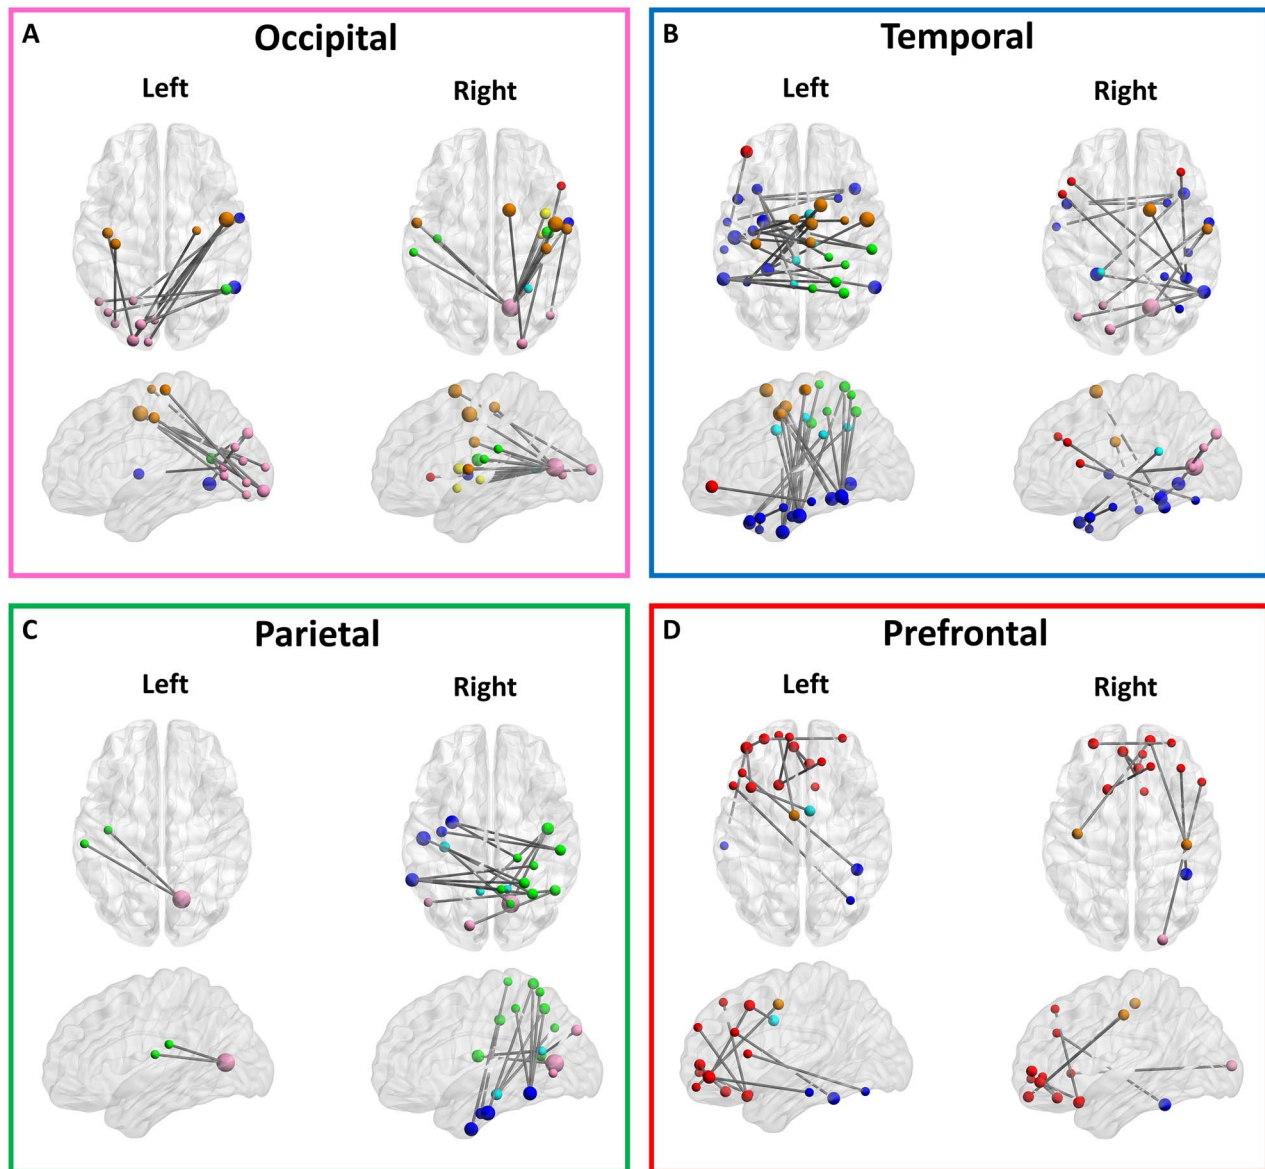 A
Occipital
Left
Right
B
Temporal
Left
Right
C
Parietal
Left
Right
D
Prefrontal
Left
Right